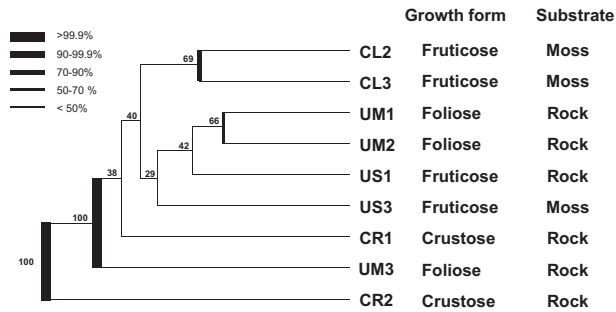 Growth form Substrate
>99.9%
90-99.9%
70-90%
50-70 %
< 50%
69 CL2 Fruticose Moss
CL3 Fruticose Moss
40
66 UM1 Foliose Rock
UM2 Foliose Rock
42
US1 Fruticose Rock
38 29
US3 Fruticose Moss
100
CR1 Crustose Rock
100
UM3 Foliose Rock
CR2 Crustose Rock